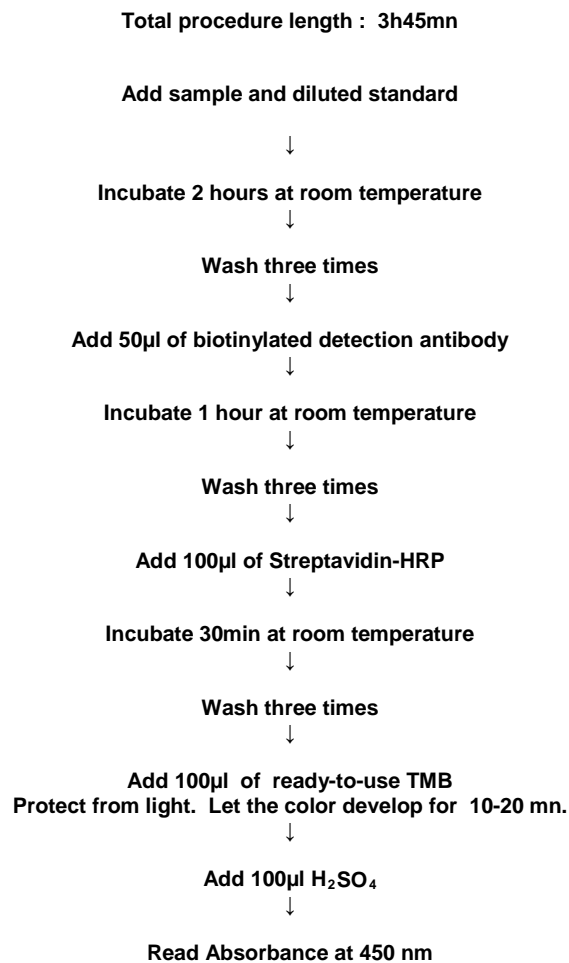 Total procedure length : 3h45mn
Add sample and diluted standard
↓
Incubate 2 hours at room temperature
↓
Wash three times
↓
Add 50µl of biotinylated detection antibody
↓
Incubate 1 hour at room temperature
↓
Wash three times
↓
Add 100µl of Streptavidin-HRP
↓
Incubate 30min at room temperature
↓
Wash three times
↓
Add 100µl of ready-to-use TMB
Protect from light. Let the color develop for 10-20 mn.
↓
Add 100µl H₂SO₄
↓
Read Absorbance at 450 nm